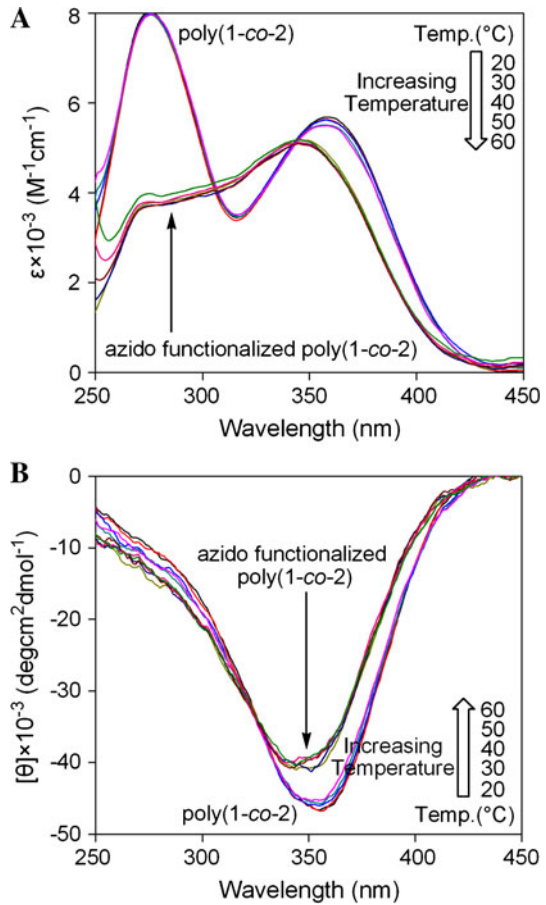 A
poly(1-co-2)
Temp.(°C)
Increasing
Temperature
20
30
40
50
60
azido functionalized poly(1-co-2)
8
6
4
2
0
ε×10⁻³ (M⁻¹cm⁻¹)
250
300
350
400
450
Wavelength (nm)
B
0
-10
-20
-30
-40
-50
[θ]×10⁻³ (degcm²dmol⁻¹)
azido functionalized
poly(1-co-2)
Increasing
Temperature
60
50
40
30
20
Temp.(°C)
poly(1-co-2)
250
300
350
400
450
Wavelength (nm)